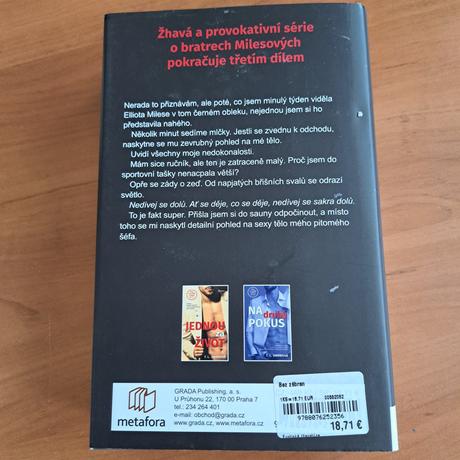 Žhavá a provokativní série
o bratrech Milesových
pokračuje třetím dílem
Nerada to přiznávám, ale poté, co jsem minulý týden viděla
Elliota Milese v tom černém obleku, nejednou jsem si ho
představila nahého.
Několik minut sedíme mlčky. Jestli se zvednu k odchodu,
naskytne se mu zevrubný pohled na mé tělo.
Uvidí všechny moje nedokonalosti.
Mám sice ručník, ale ten je zatraceně malý. Proč jsem do
sportovní tašky nenacpala větší?
Opře se zády o zeď. Od napjatých břišních svalů se odrazí
světlo.
Nedívej se dolů. Ať se děje, co se děje, nedívej se sakra dolů.
To je fakt super. Přišla jsem si do sauny odpočinout, a místo
toho se mi naskytl detailní pohled na sexy tělo mého pitomého
šéfa.
JEDNOU
ŽIVOT
NA
druhý
POKUS
metafora
GRADA Publishing, a. s.
U Průhonu 22, 170 00 Praha 7
tel.: 234 264 401
e-mail: obchod@grada.cz
www.grada.cz, www.metafora.cz
Bez zábran
1KS=18.71 EUR
9788076252356
18,71 €